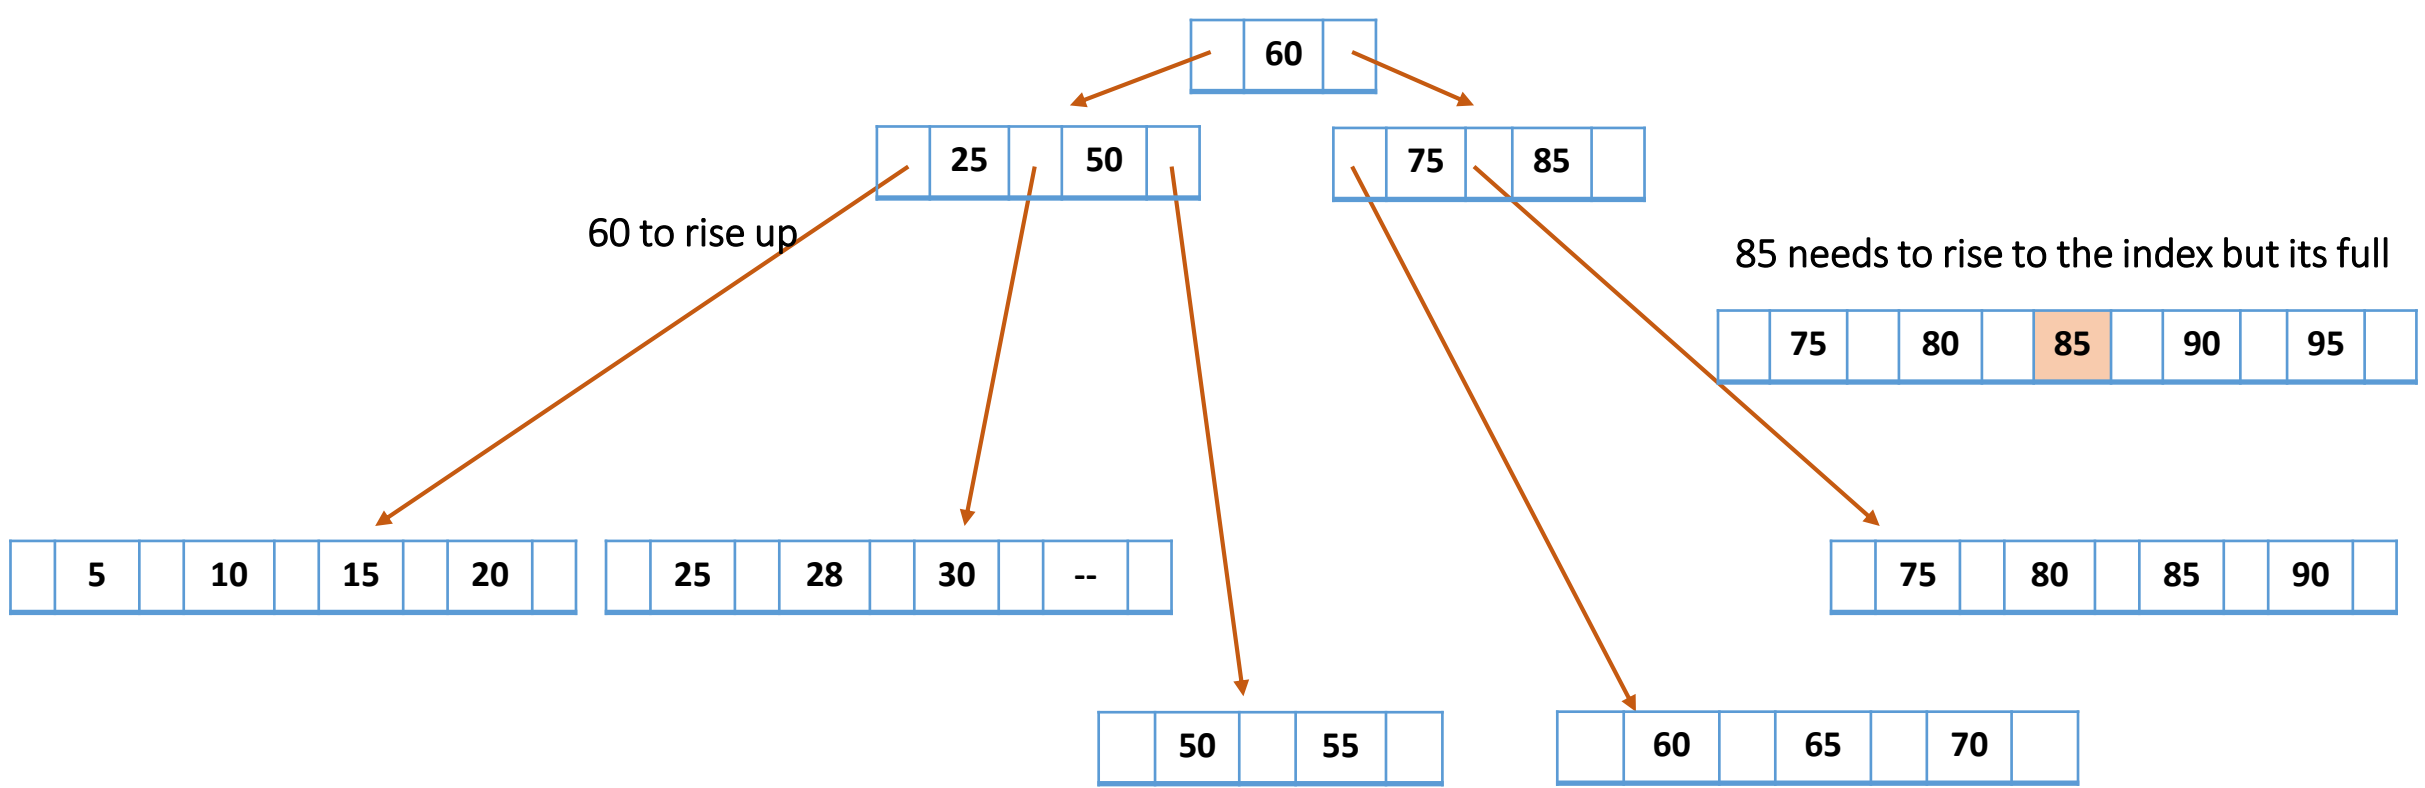 60
25 50
75 85
60 to rise up
85 needs to rise to the index but its full
75 80 85 90 95
5 10 15 20
25 28 30 --
75 80 85 90
50 55
60 65 70